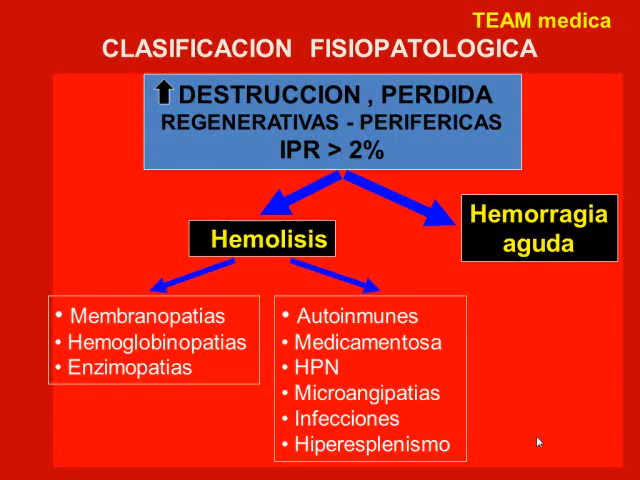 TEAM medica
CLASIFICACION FISIOPATOLOGICA
DESTRUCCION , PERDIDA
REGENERATIVAS - PERIFERICAS
IPR > 2%
Hemolisis
Hemorragia
aguda
• Membranopatias
• Hemoglobinopatias
• Enzimopatias
• Autoinmunes
• Medicamentosa
• HPN
• Microangipatias
• Infecciones
• Hiperesplenismo